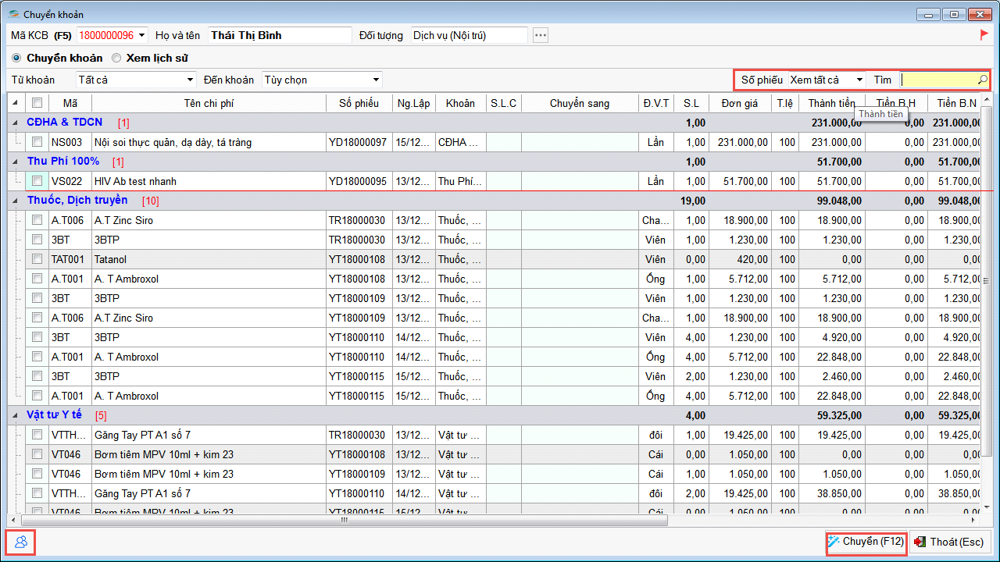 Chuyển khoản
Mã KCB (F5) 1800000096 Họ và tên Thái Thị Bình Đối tượng Dịch vụ (Nội trú) ...
Chuyển khoản Xem lịch sử
Từ khoản Tất cả Đến khoản Tùy chọn Số phiếu Xem tất cả Tìm
Mã Tên chi phí Số phiếu Ng.Lập Khoản S.L.C Chuyển sang Đ.V.T S.L Đơn giá T.lệ Thành tiền Tiền B.H Tiền B.N
Thành tiền
CĐHA & TDCN [1] 1,00 231.000,00 0,00 231.000,00
NS003 Nội soi thực quản, dạ dày, tá tràng YD18000097 15/12... CĐHA ... Lần 1,00 231.000,00 100 231.000,00 0,00 231.000,00
Thu Phí 100% [1] 1,00 51.700,00 0,00 51.700,00
VS022 HIV Ab test nhanh YD18000095 13/12... Thu Phí... Lần 1,00 51.700,00 100 51.700,00 0,00 51.700,00
Thuốc, Dịch truyền [10] 19,00 99.048,00 0,00 99.048,00
A.T006 A.T Zinc Siro TR18000030 13/12... Thuốc, ... Cha... 1,00 18.900,00 100 18.900,00 0,00 18.900,00
3BT 3BTP TR18000030 13/12... Thuốc, ... Viên 1,00 1.230,00 100 1.230,00 0,00 1.230,00
TAT001 Tatanol YT18000108 13/12... Thuốc, ... Viên 0,00 420,00 100 0,00 0,00 0,00
A.T001 A. T Ambroxol YT18000108 13/12... Thuốc, ... Ống 1,00 5.712,00 100 5.712,00 0,00 5.712,00
3BT 3BTP YT18000109 13/12... Thuốc, ... Viên 1,00 1.230,00 100 1.230,00 0,00 1.230,00
A.T006 A.T Zinc Siro YT18000109 13/12... Thuốc, ... Cha... 1,00 18.900,00 100 18.900,00 0,00 18.900,00
3BT 3BTP YT18000110 14/12... Thuốc, ... Viên 4,00 1.230,00 100 4.920,00 0,00 4.920,00
A.T001 A. T Ambroxol YT18000110 14/12... Thuốc, ... Ống 4,00 5.712,00 100 22.848,00 0,00 22.848,00
3BT 3BTP YT18000115 15/12... Thuốc, ... Viên 2,00 1.230,00 100 2.460,00 0,00 2.460,00
A.T001 A. T Ambroxol YT18000115 15/12... Thuốc, ... Ống 4,00 5.712,00 100 22.848,00 0,00 22.848,00
Vật tư Y tế [5] 4,00 59.325,00 0,00 59.325,00
VTTH... Găng Tay PT A1 số 7 TR18000030 13/12... Vật tư ... đôi 1,00 19.425,00 100 19.425,00 0,00 19.425,00
VT046 Bơm tiêm MPV 10ml + kim 23 YT18000108 13/12... Vật tư ... Cái 0,00 1.050,00 100 0,00 0,00 0,00
VT046 Bơm tiêm MPV 10ml + kim 23 YT18000109 13/12... Vật tư ... Cái 1,00 1.050,00 100 1.050,00 0,00 1.050,00
VTTH... Găng Tay PT A1 số 7 YT18000110 14/12... Vật tư ... đôi 2,00 19.425,00 100 38.850,00 0,00 38.850,00
VT046 Bơm tiêm MPV 10ml + kim 23 YT18000115 15/12... Vật tư ... Cái 0,00 1.050,00 100 0,00 0,00 0,00
Chuyển (F12) Thoát (Esc)